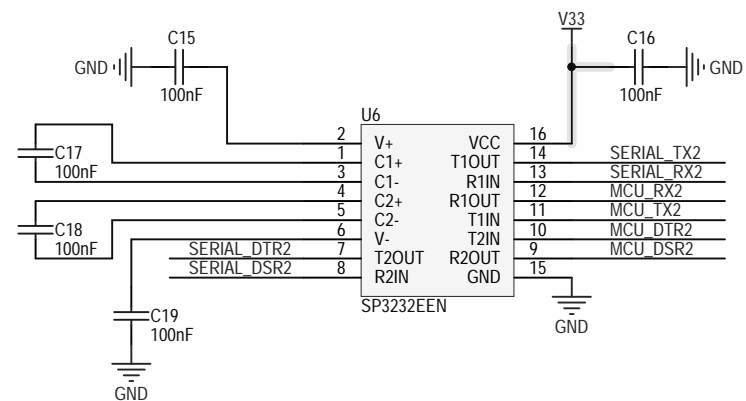 V33
C15
C16
GND
GND
100nF
100nF
U6
2 V+ VCC 16
1 C1+ T1OUT 14 SERIAL_TX2
C17
100nF
3 C1- R1IN 13 SERIAL_RX2
4 C2+ R1OUT 12 MCU_RX2
C18
100nF
5 C2- T1IN 11 MCU_TX2
6 V- T2IN 10 MCU_DTR2
SERIAL_DTR2 7 T2OUT R2OUT 9 MCU_DSR2
SERIAL_DSR2 8 R2IN GND 15
SP3232EEN
C19
100nF
GND
GND